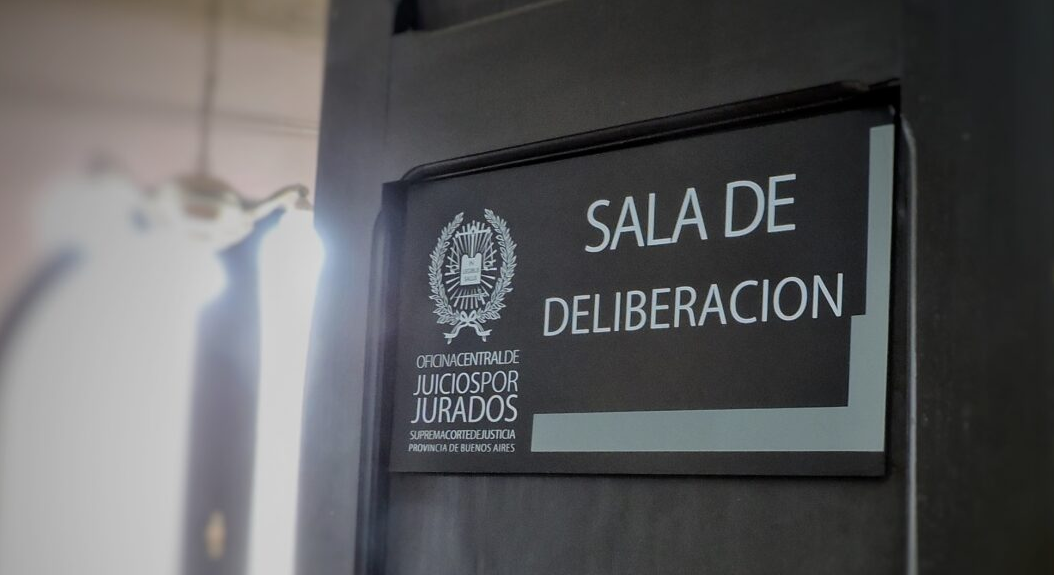 SALA DE
DELIBERACION
OFICINACENTRALDE
JUICIOSPOR
JURADOS
SUPREMACORTEDEJUSTICIA
PROVINCIA DE BUENOS AIRES